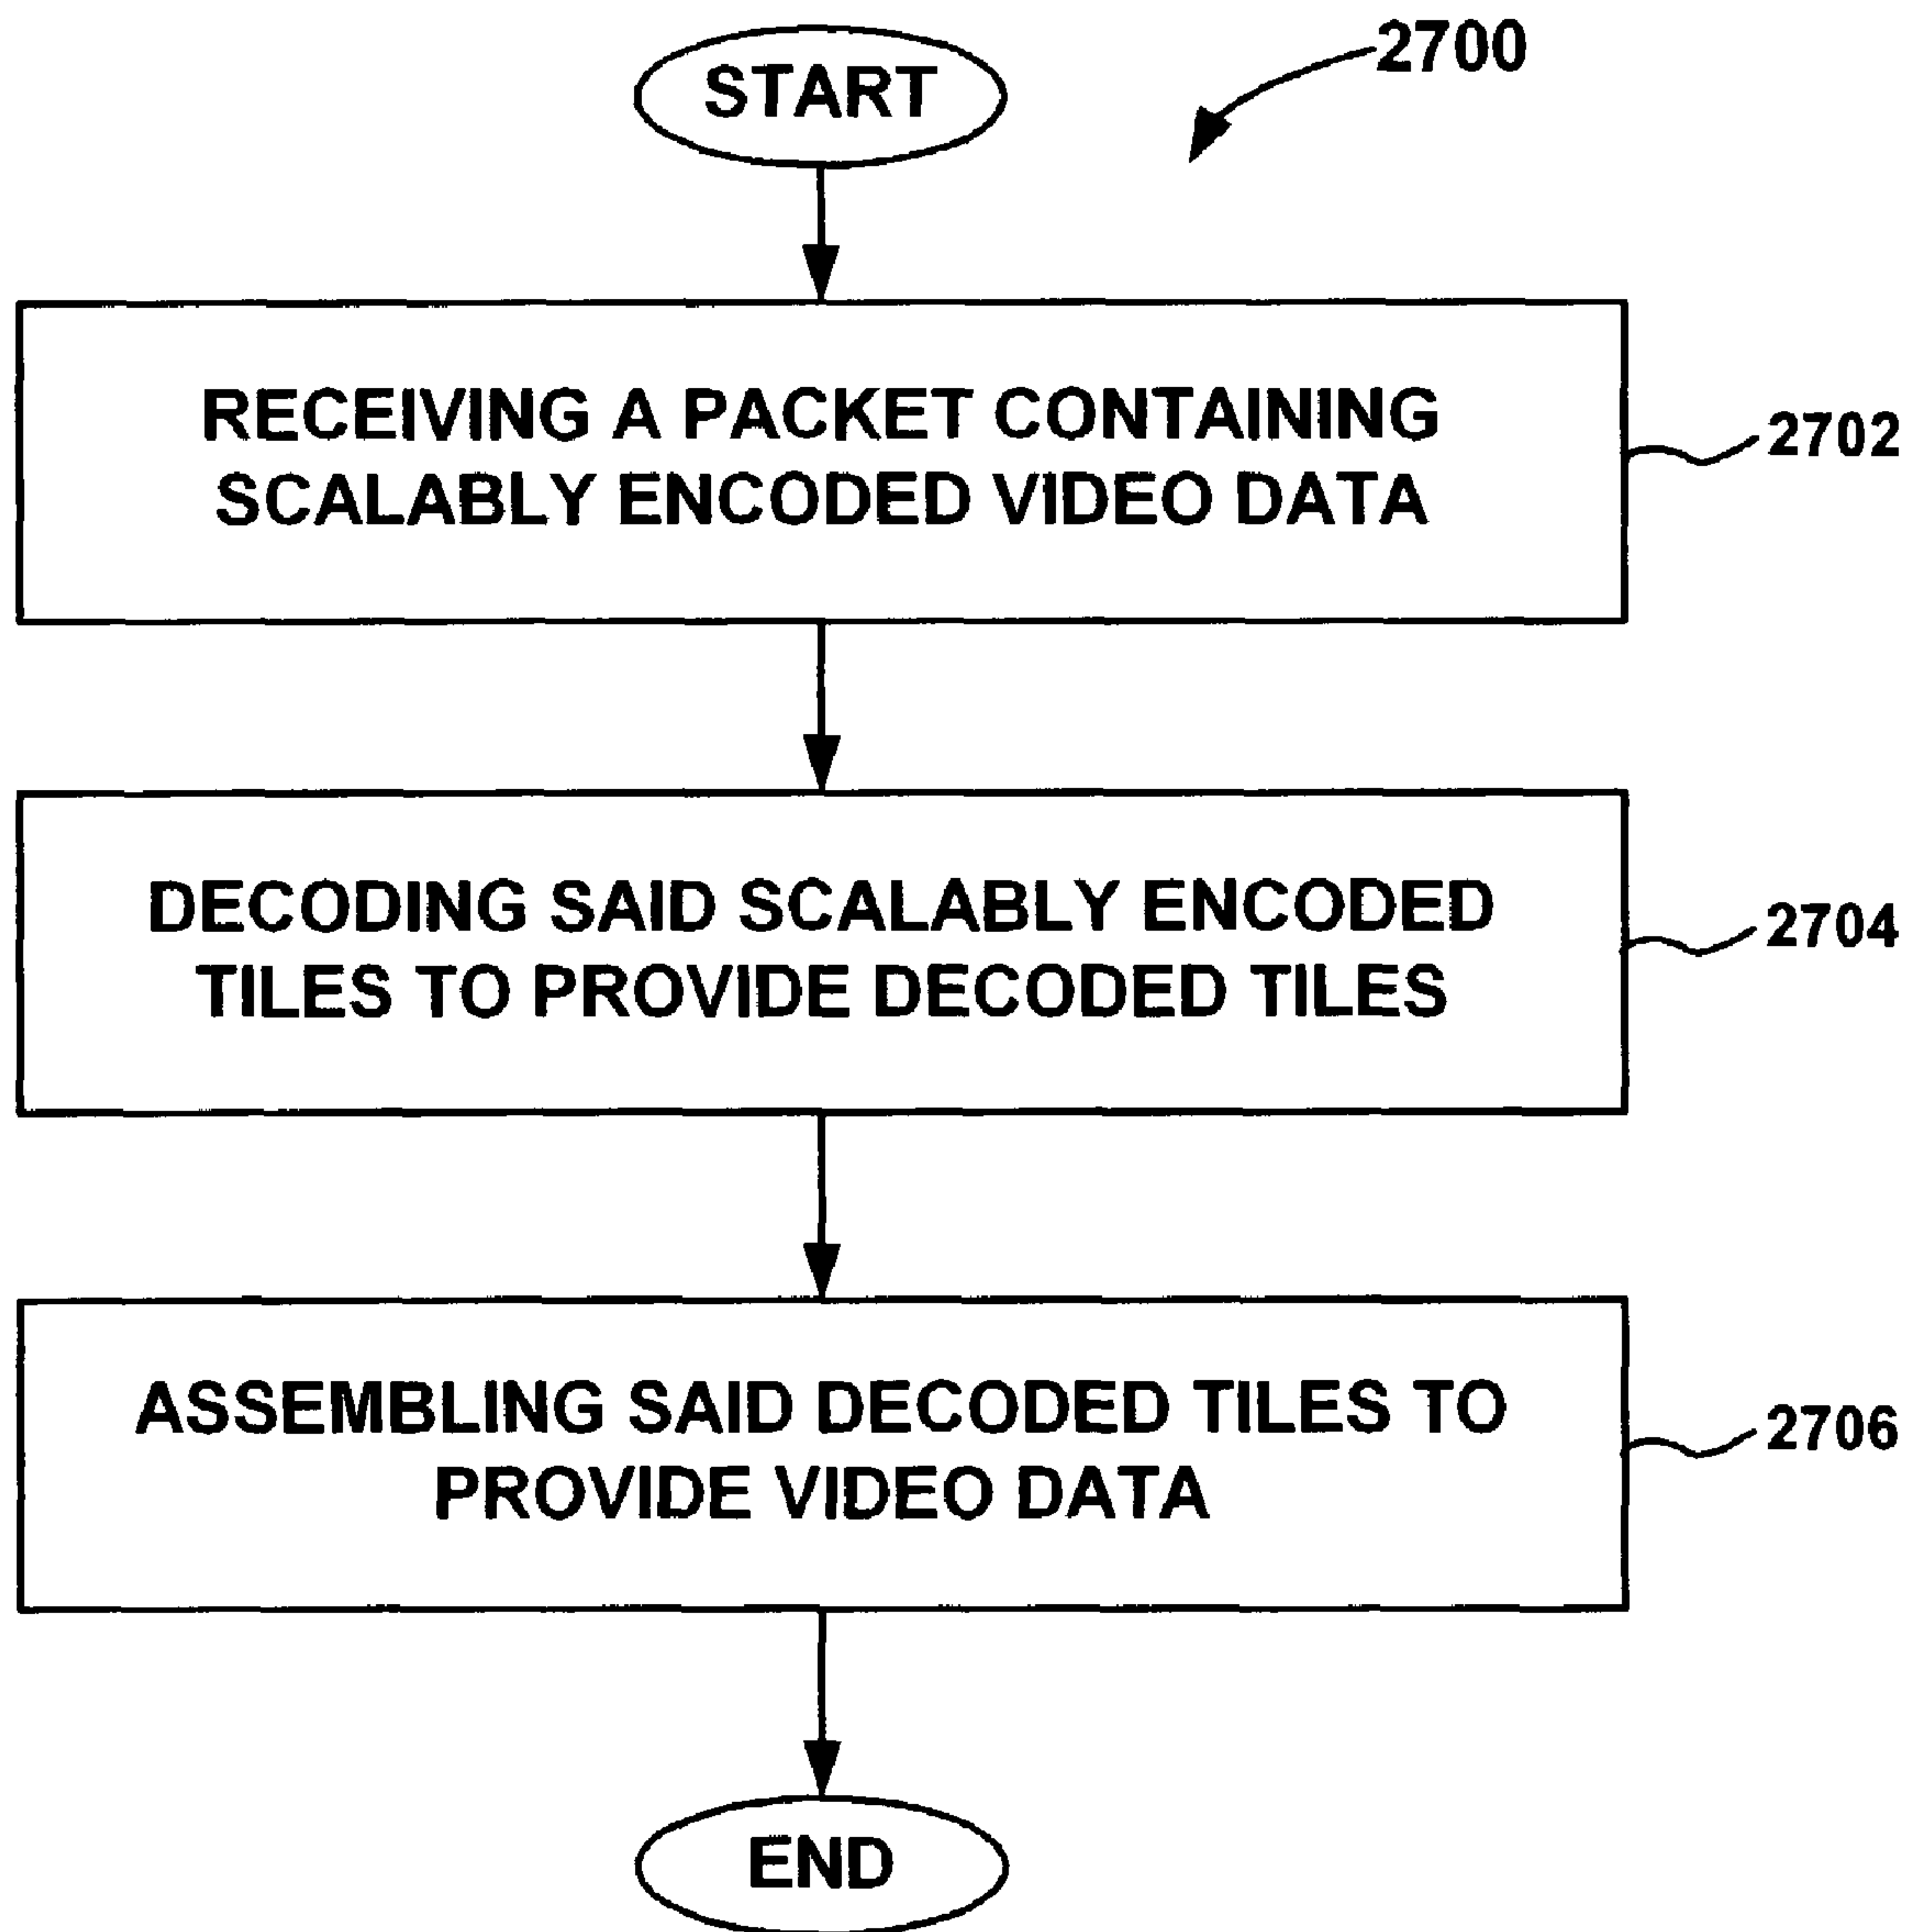 START
2700
RECEIVING A PACKET CONTAINING
SCALABLY ENCODED VIDEO DATA
2702
DECODING SAID SCALABLY ENCODED
TILES TO PROVIDE DECODED TILES
2704
ASSEMBLING SAID DECODED TILES TO
PROVIDE VIDEO DATA
2706
END